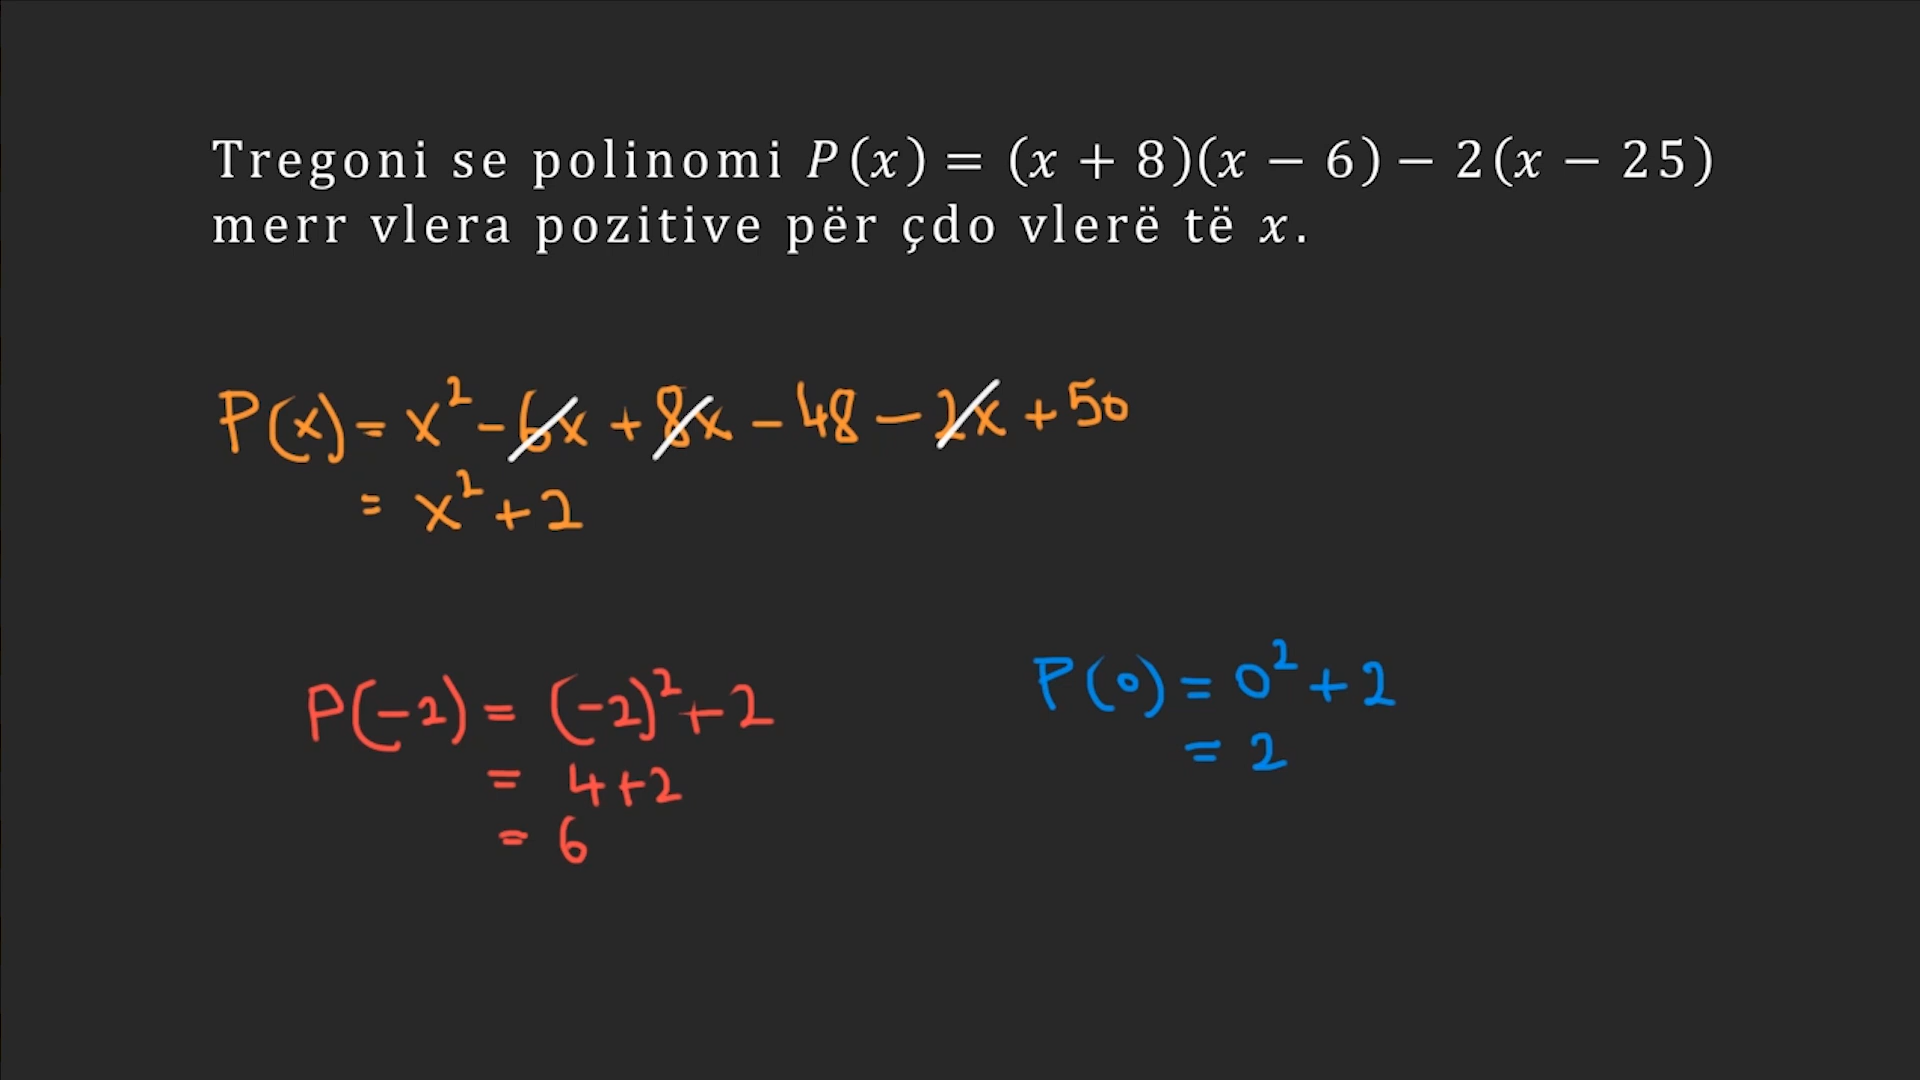 Tregoni se polinomi P(x) = (x + 8)(x − 6) − 2(x − 25)
merr vlera pozitive për çdo vlerë të x.
P(x) = x² - 6x + 8x - 48 - 2x + 50
= x² + 2
P(-2) = (-2)² + 2
= 4 + 2
= 6
P(0) = 0² + 2
= 2